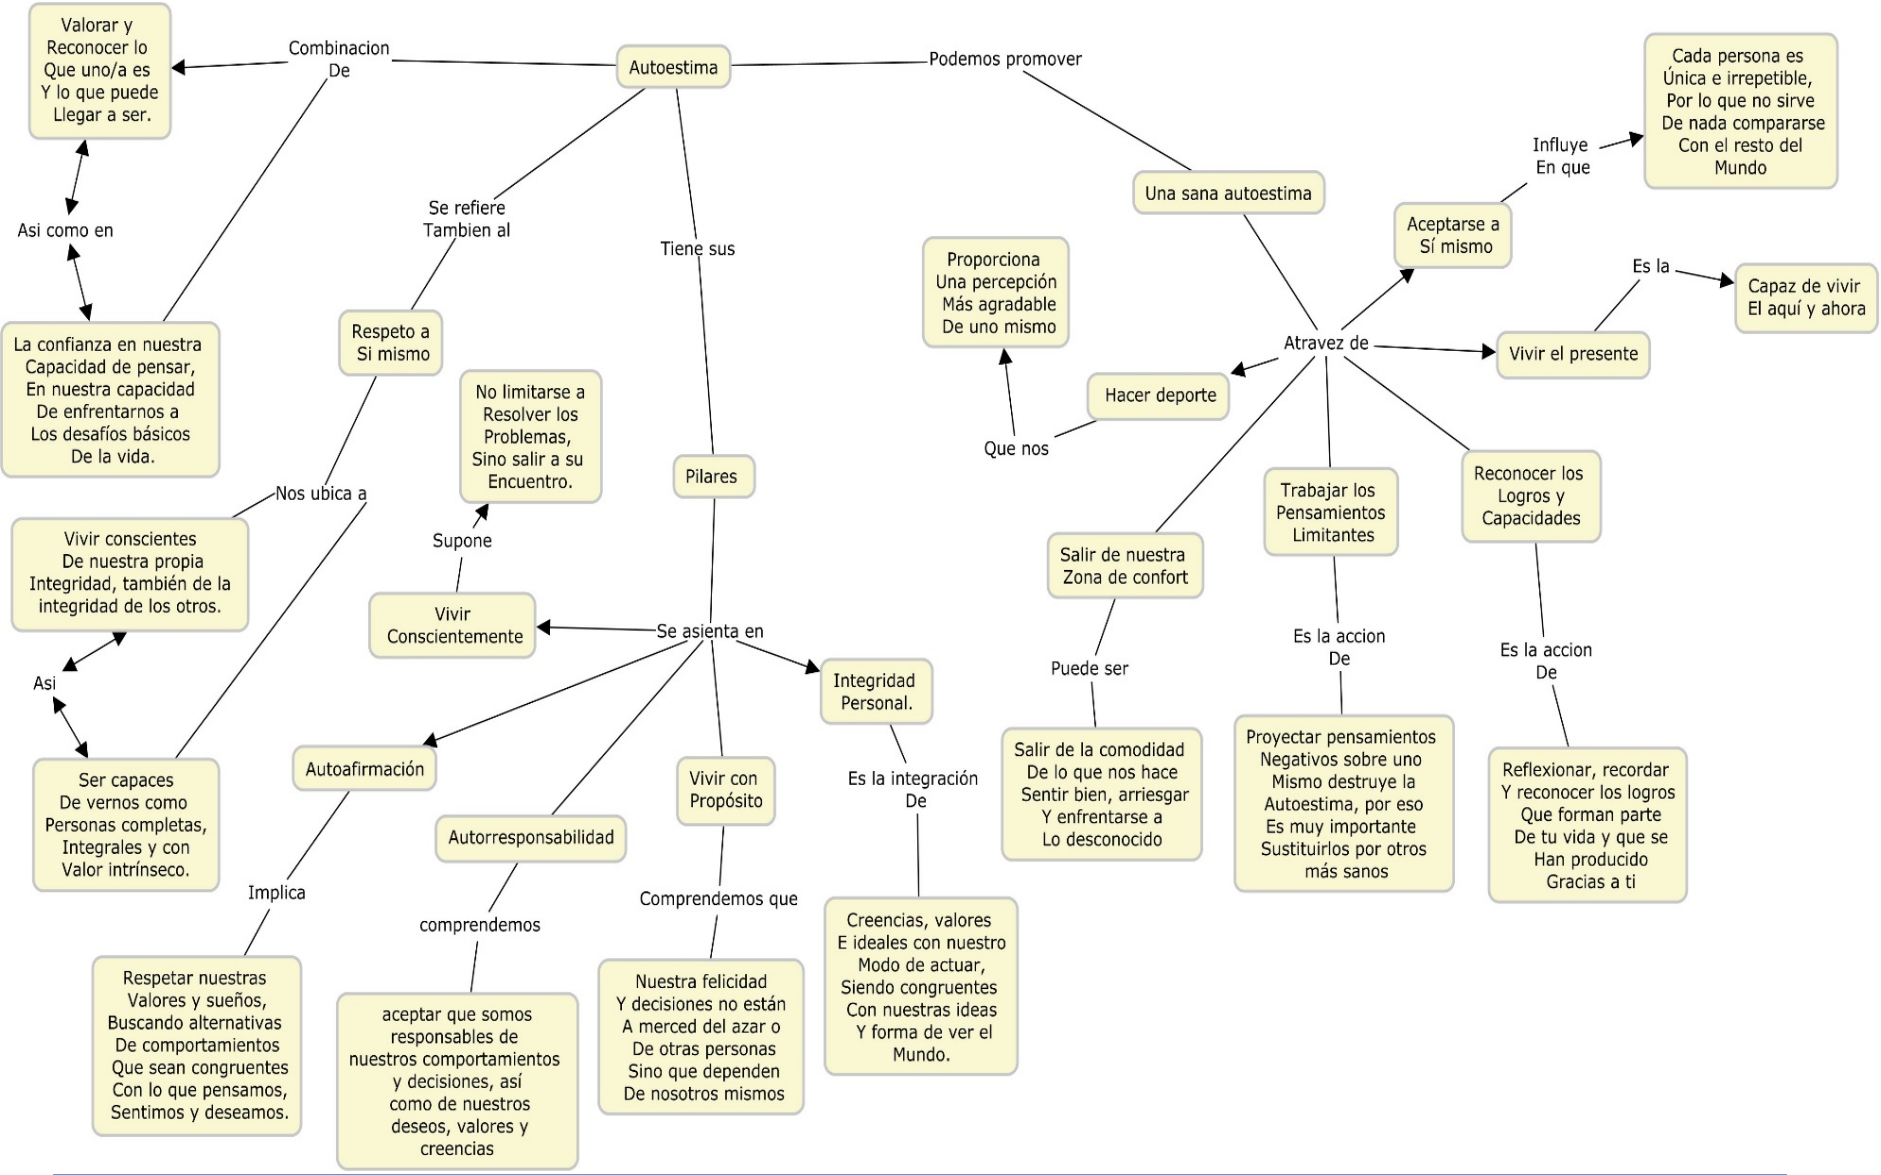 Autoestima
Combinacion
De
Valorar y
Reconocer lo
Que uno/a es
Y lo que puede
Llegar a ser.
Asi como en
La confianza en nuestra
Capacidad de pensar,
En nuestra capacidad
De enfrentarnos a
Los desafíos básicos
De la vida.
Se refiere
Tambien al
Respeto a
Si mismo
Nos ubica a
Vivir conscientes
De nuestra propia
Integridad, también de la
integridad de los otros.
Asi
Ser capaces
De vernos como
Personas completas,
Integrales y con
Valor intrínseco.
Tiene sus
Pilares
Se asienta en
Vivir
Conscientemente
Supone
No limitarse a
Resolver los
Problemas,
Sino salir a su
Encuentro.
Autoafirmación
Implica
Respetar nuestras
Valores y sueños,
Buscando alternativas
De comportamientos
Que sean congruentes
Con lo que pensamos,
Sentimos y deseamos.
Autorresponsabilidad
comprendemos
aceptar que somos
responsables de
nuestros comportamientos
y decisiones, así
como de nuestros
deseos, valores y
creencias
Vivir con
Propósito
Comprendemos que
Nuestra felicidad
Y decisiones no están
A merced del azar o
De otras personas
Sino que dependen
De nosotros mismos
Integridad
Personal.
Es la integración
De
Creencias, valores
E ideales con nuestro
Modo de actuar,
Siendo congruentes
Con nuestras ideas
Y forma de ver el
Mundo.
Podemos promover
Una sana autoestima
Atravez de
Aceptarse a
Sí mismo
Influye
En que
Cada persona es
Única e irrepetible,
Por lo que no sirve
De nada compararse
Con el resto del
Mundo
Vivir el presente
Es la
Capaz de vivir
El aquí y ahora
Hacer deporte
Que nos
Proporciona
Una percepción
Más agradable
De uno mismo
Salir de nuestra
Zona de confort
Puede ser
Salir de la comodidad
De lo que nos hace
Sentir bien, arriesgar
Y enfrentarse a
Lo desconocido
Trabajar los
Pensamientos
Limitantes
Es la accion
De
Proyectar pensamientos
Negativos sobre uno
Mismo destruye la
Autoestima, por eso
Es muy importante
Sustituirlos por otros
más sanos
Reconocer los
Logros y
Capacidades
Es la accion
De
Reflexionar, recordar
Y reconocer los logros
Que forman parte
De tu vida y que se
Han producido
Gracias a ti